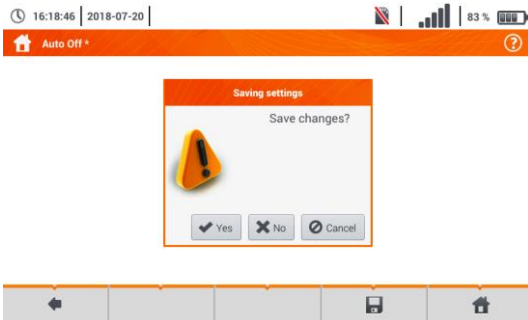 16:18:46 2018-07-20 83 %
Auto Off *
?
Saving settings
Save changes?
Yes No Cancel